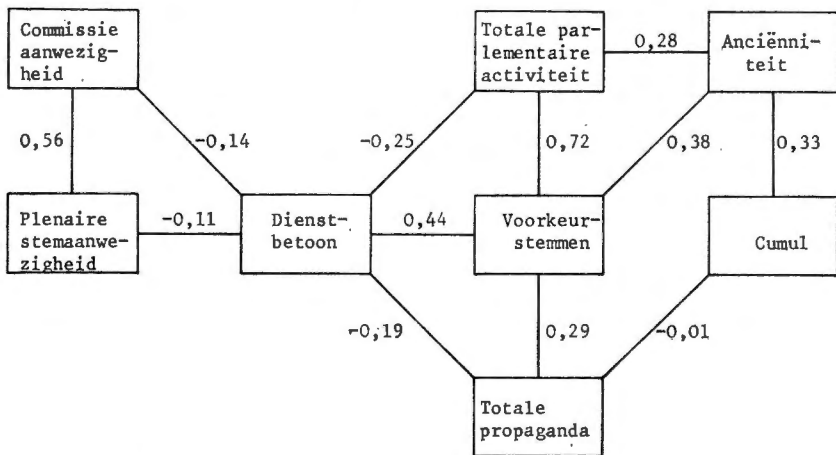 Commissie
aanwezig-
heid
Totale par-
lementaire
activiteit
0,28
Anciënni-
teit
0,56
-0,14
-0,25
0,72
0,38
0,33
Plenaire
stemaanwe-
zigheid
-0,11
Dienst-
betoon
0,44
Voorkeur-
stemmen
Cumul
-0,19
0,29
-0,01
Totale
propaganda